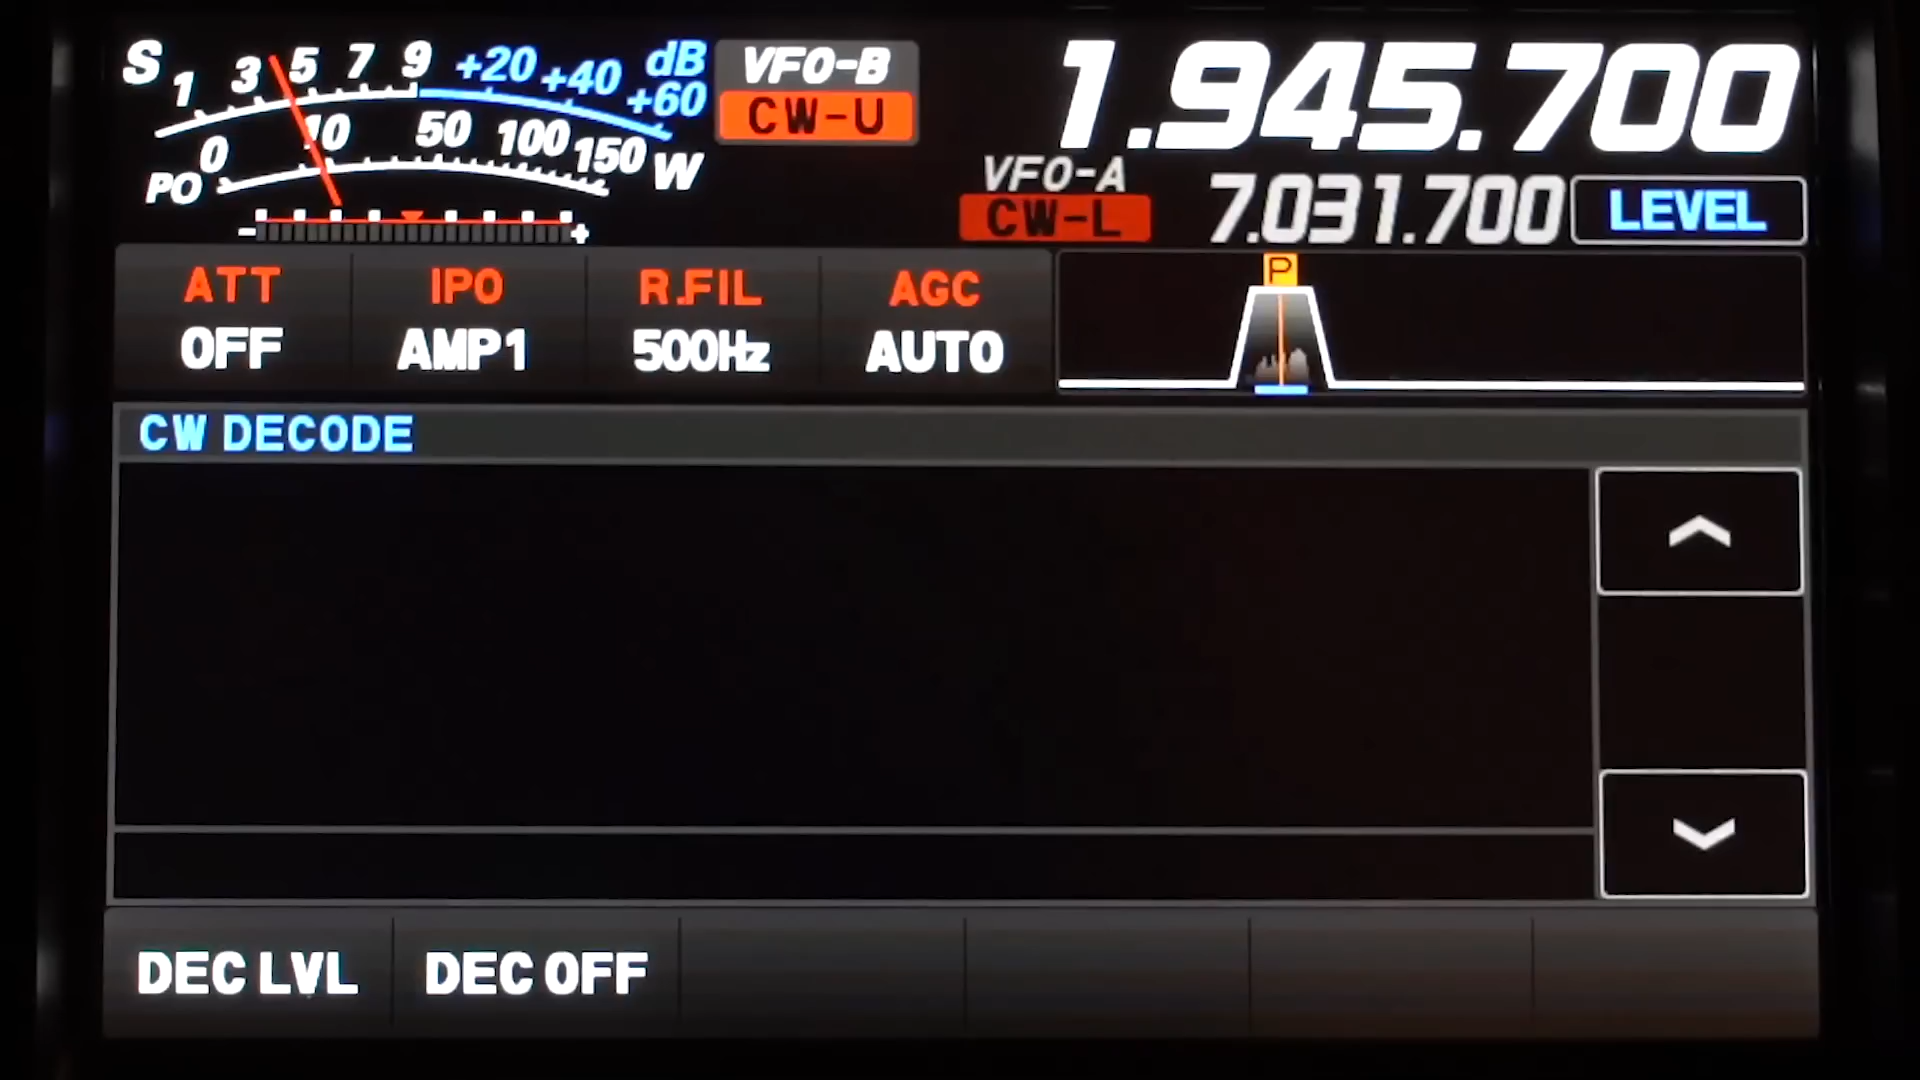 S 1 3 5 7 9 +20 +40 +60 dB
PO 0 10 50 100 150 W
- +
VFO-B
CW-U
1.945.700
VFO-A
CW-L
7.031.700
LEVEL
ATT
OFF
IPO
AMP1
R.FIL
500Hz
AGC
AUTO
P
CW DECODE
DEC LVL
DEC OFF